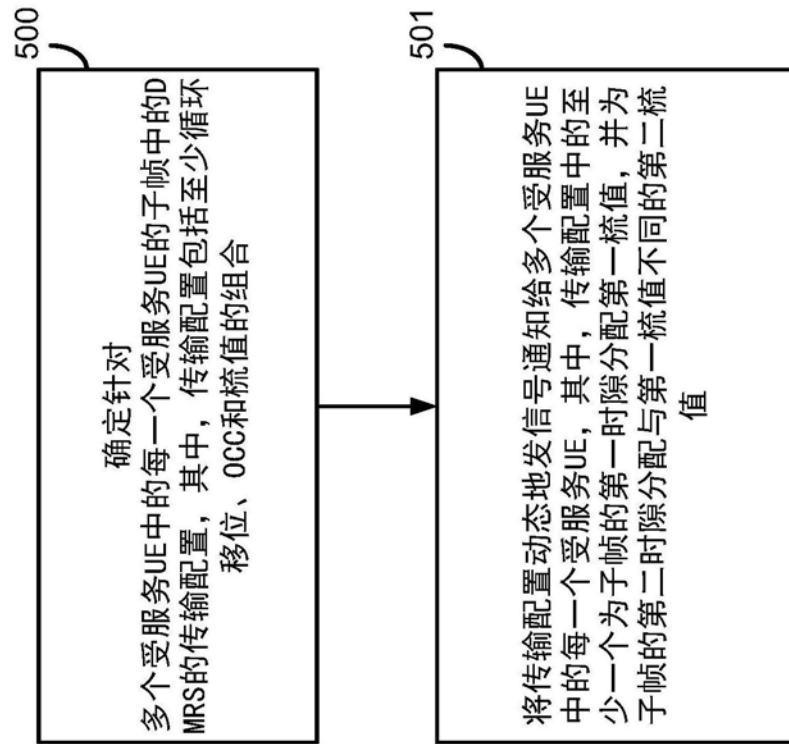 500
确定针对
多个受服务UE中的每一个受服务UE的子帧中的D
MRS的传输配置，其中，传输配置包括至少循环
移位、OCC和梳值的组合
501
将传输配置动态地发信号通知给多个受服务UE
中的每一个受服务UE，其中，传输配置中的至
少一个为子帧的第一时隙分配第一梳值，并为
子帧的第二时隙分配与第一梳值不同的第二梳
值